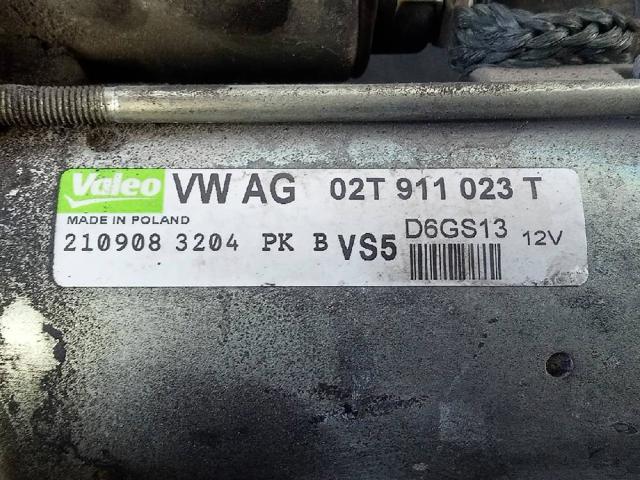 Valeo VW AG 02T 911 023 T
MADE IN POLAND
210908 3204 PK B VS5 D6GS13 12V